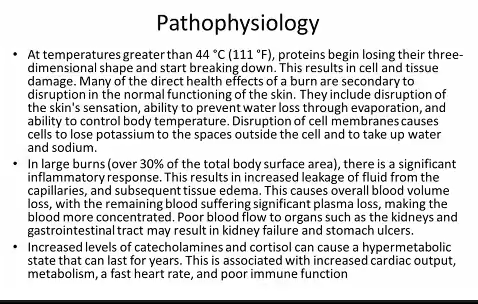 Pathophysiology
• At temperatures greater than 44 °C (111 °F), proteins begin losing their three-
dimensional shape and start breaking down. This results in cell and tissue
damage. Many of the direct health effects of a burn are secondary to
disruption in the normal functioning of the skin. They include disruption of
the skin's sensation, ability to prevent water loss through evaporation, and
ability to control body temperature. Disruption of cell membranes causes
cells to lose potassium to the spaces outside the cell and to take up water
and sodium.
• In large burns (over 30% of the total body surface area), there is a significant
inflammatory response. This results in increased leakage of fluid from the
capillaries, and subsequent tissue edema. This causes overall blood volume
loss, with the remaining blood suffering significant plasma loss, making the
blood more concentrated. Poor blood flow to organs such as the kidneys and
gastrointestinal tract may result in kidney failure and stomach ulcers.
• Increased levels of catecholamines and cortisol can cause a hypermetabolic
state that can last for years. This is associated with increased cardiac output,
metabolism, a fast heart rate, and poor immune function